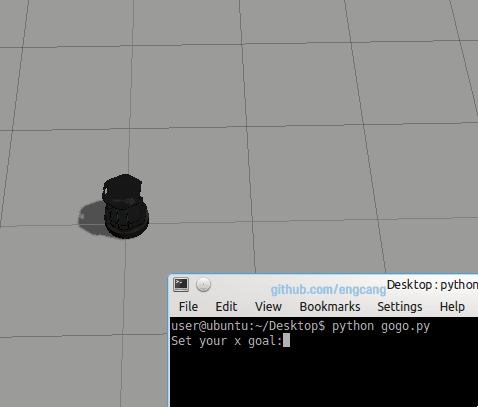 github.com/engcang
Desktop : python
File Edit View Bookmarks Settings Help
user@ubuntu:~/Desktop$ python gogo.py
Set your x goal: